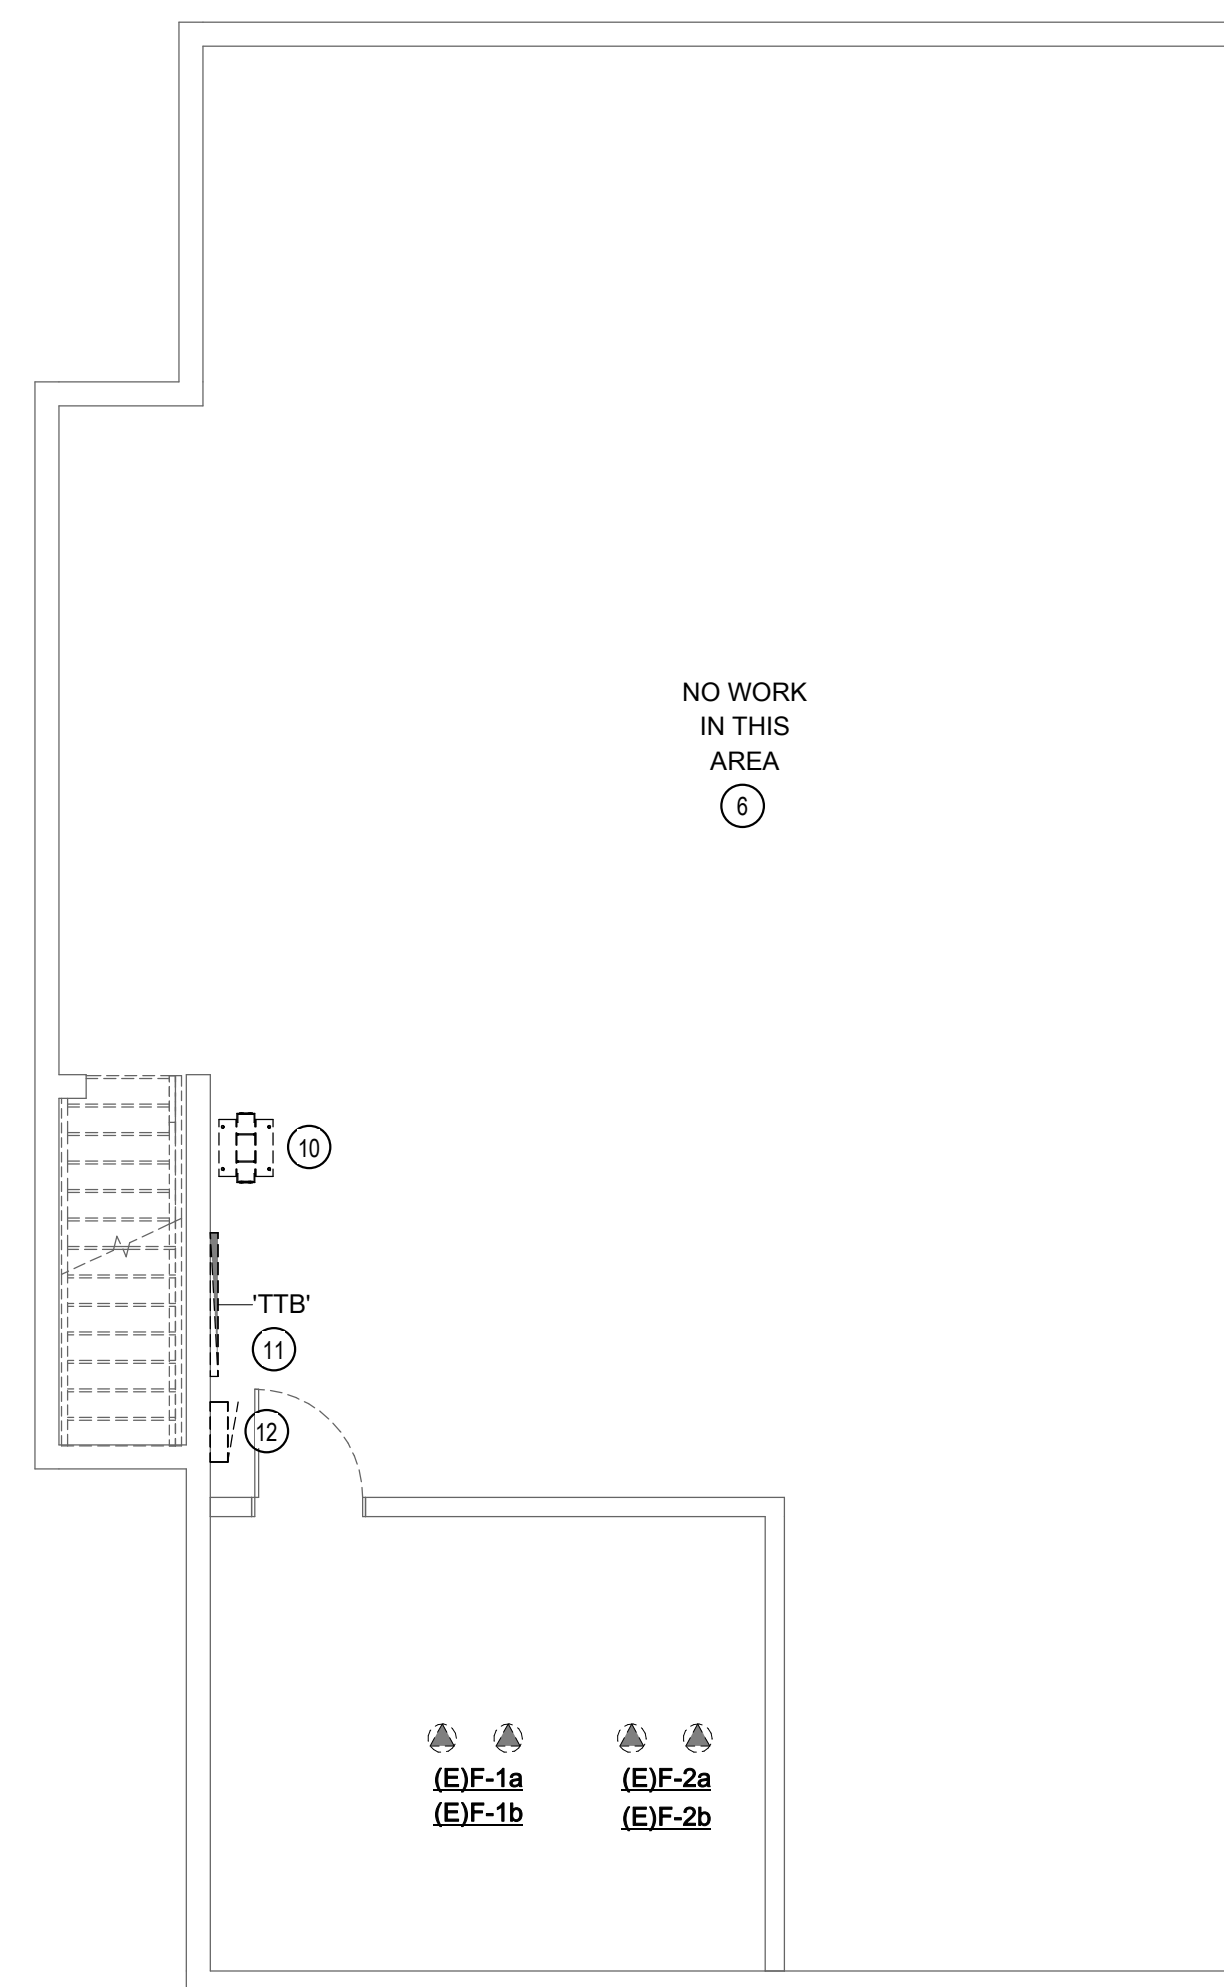 NO WORK
IN THIS
AREA
6
10
'TTB'
11
12
(E)F-1a
(E)F-1b
(E)F-2a
(E)F-2b